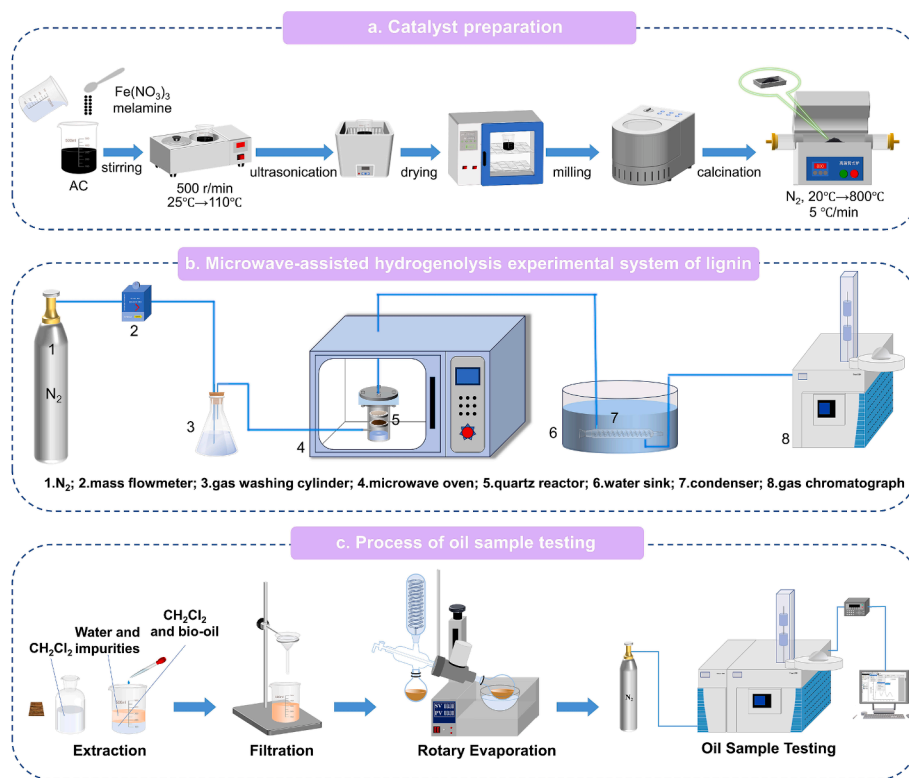 a. Catalyst preparation
Fe(NO₃)₃
melamine
AC
stirring
500 r/min
25℃→110℃
ultrasonication
drying
milling
calcination
N₂, 20℃→800℃
5 ℃/min
b. Microwave-assisted hydrogenolysis experimental system of lignin
1
N₂
2
3
4
5
6
7
8
1.N₂; 2.mass flowmeter; 3.gas washing cylinder; 4.microwave oven; 5.quartz reactor; 6.water sink; 7.condenser; 8.gas chromatograph
c. Process of oil sample testing
CH₂Cl₂
Water and
impurities
CH₂Cl₂
and bio-oil
SV
PV
N₂
Extraction
Filtration
Rotary Evaporation
Oil Sample Testing